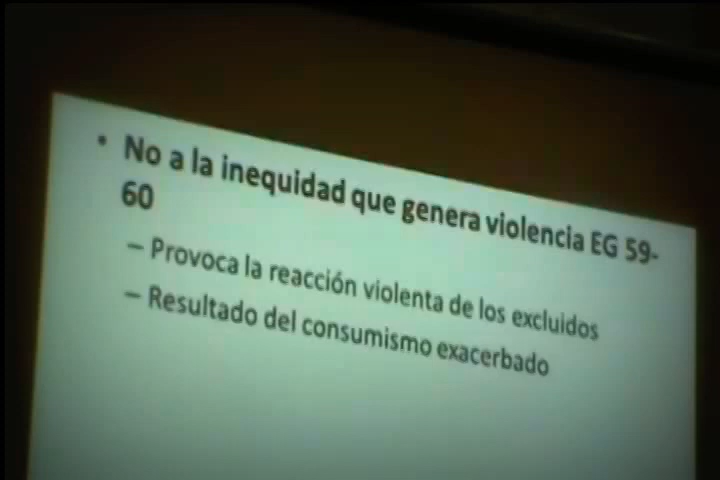 • No a la inequidad que genera violencia EG 59-
60
– Provoca la reacción violenta de los excluidos
– Resultado del consumismo exacerbado